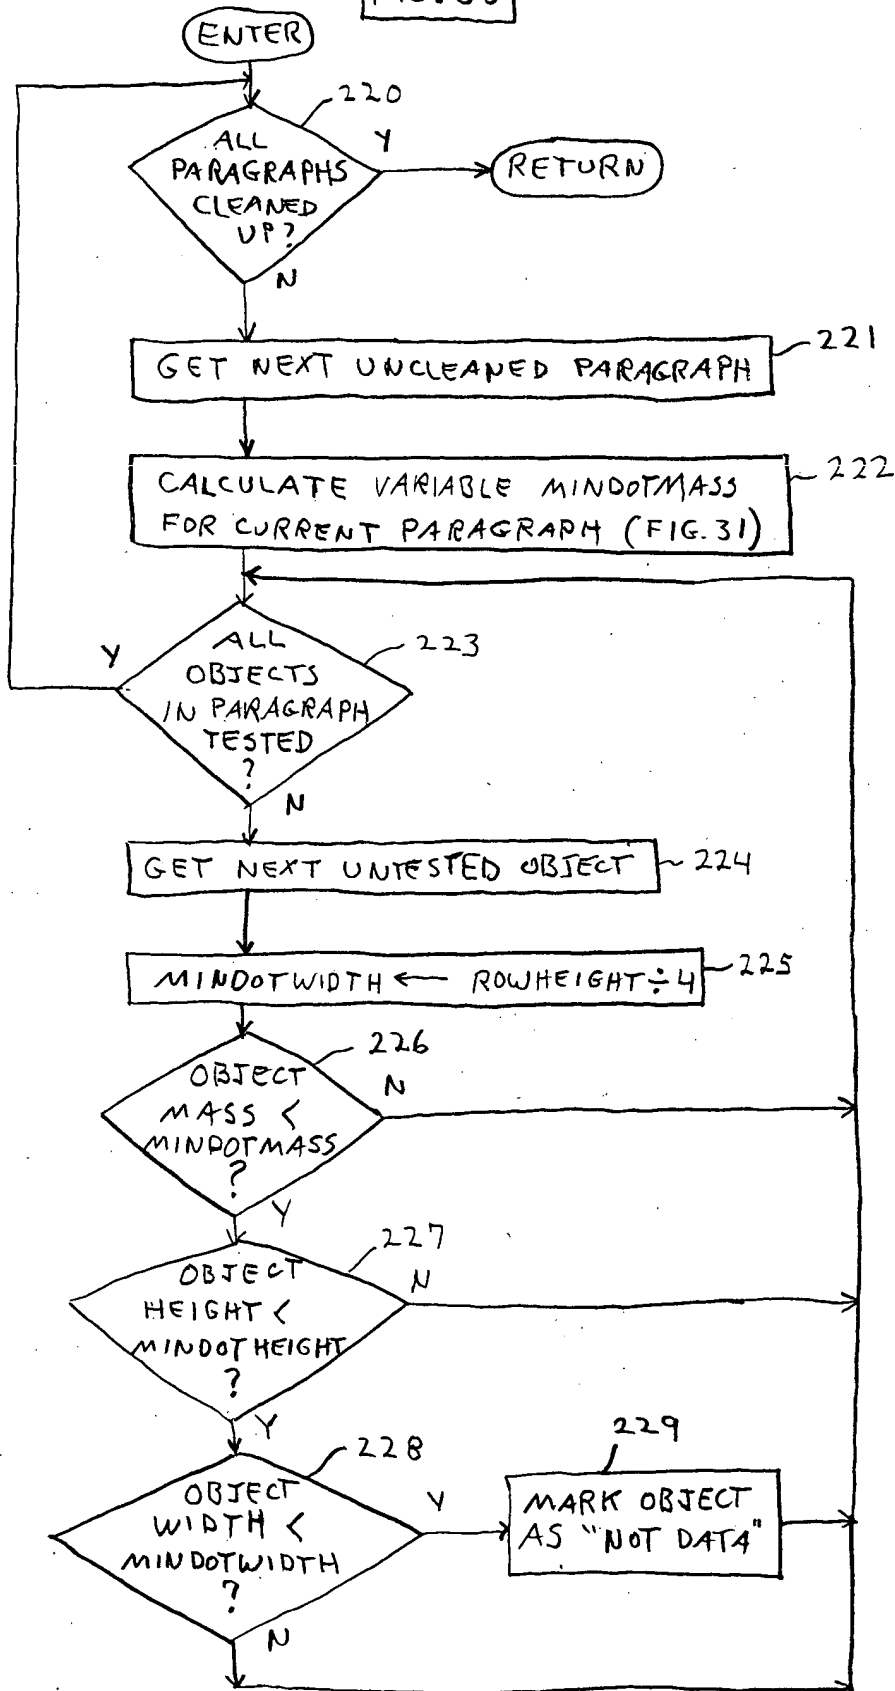 ENTER
220
ALL
PARAGRAPHS
CLEANED
UP?
Y
RETURN
N
GET NEXT UNCLEANED PARAGRAPH
221
CALCULATE VARIABLE MINDOTMASS
FOR CURRENT PARAGRAPH (FIG.31)
222
Y
ALL
OBJECTS
IN PARAGRAPH
TESTED
?
223
N
GET NEXT UNTESTED OBJECT
224
MINDOTWIDTH ← ROWHEIGHT÷4
225
226
OBJECT
MASS <
MINDOTMASS
?
N
Y
227
OBJECT
HEIGHT <
MINDOTHEIGHT
?
N
Y
228
OBJECT
WIDTH <
MINDOTWIDTH
?
Y
229
MARK OBJECT
AS "NOT DATA"
N